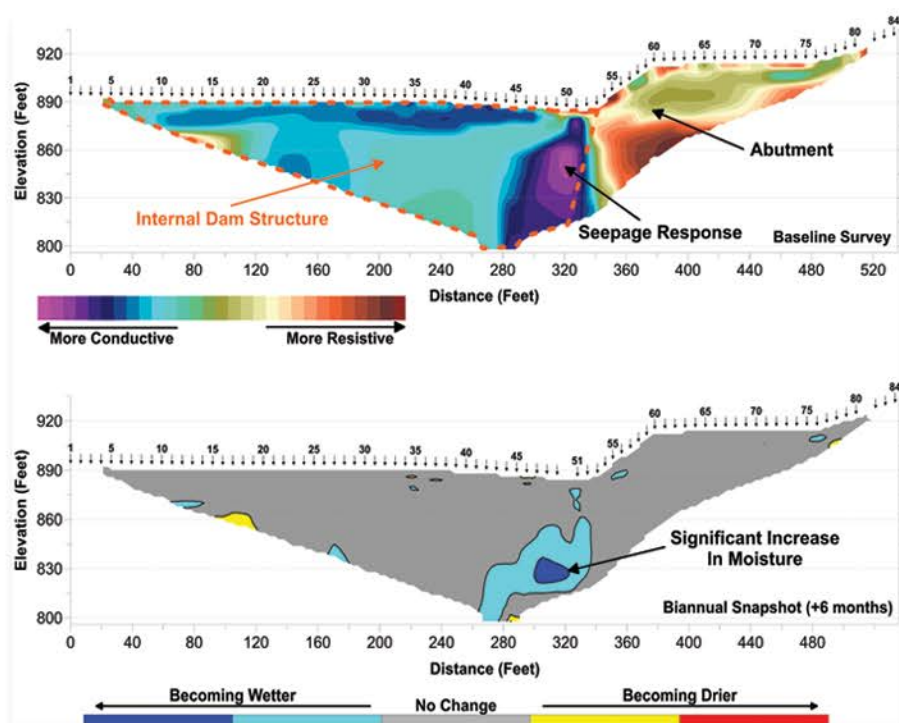 1 5 10 15 20 25 30 35 40 45 50 55 60 65 70 75 80 84
920
890
860
830
800
Elevation (Feet)
Internal Dam Structure
Abutment
Seepage Response
Baseline Survey
0 40 80 120 160 200 240 280 320 360 400 440 480 520
Distance (Feet)
More Conductive
More Resistive
1 5 10 15 20 25 30 35 40 45 51 55 60 65 70 75 80 84
920
890
860
830
800
Elevation (Feet)
Significant Increase
In Moisture
Biannual Snapshot (+6 months)
0 40 80 120 160 200 240 280 320 360 400 440 480
Distance (Feet)
Becoming Wetter
No Change
Becoming Drier